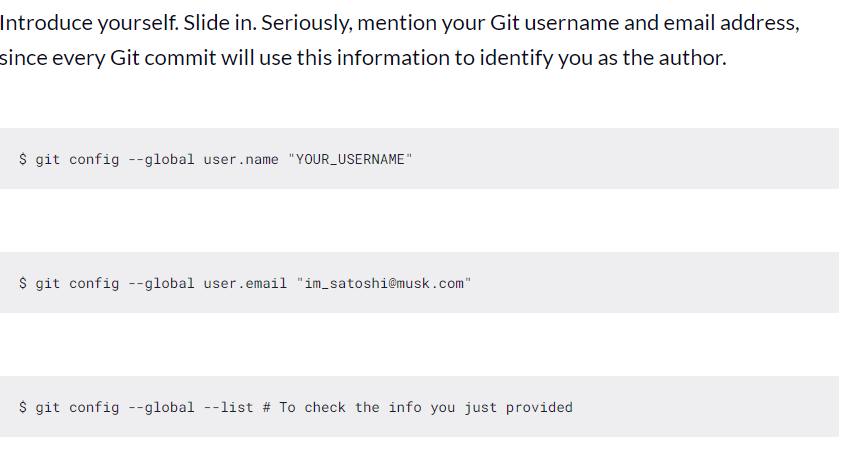 Introduce yourself. Slide in. Seriously, mention your Git username and email address,
since every Git commit will use this information to identify you as the author.
$ git config --global user.name "YOUR_USERNAME"
$ git config --global user.email "im_satoshi@musk.com"
$ git config --global --list # To check the info you just provided